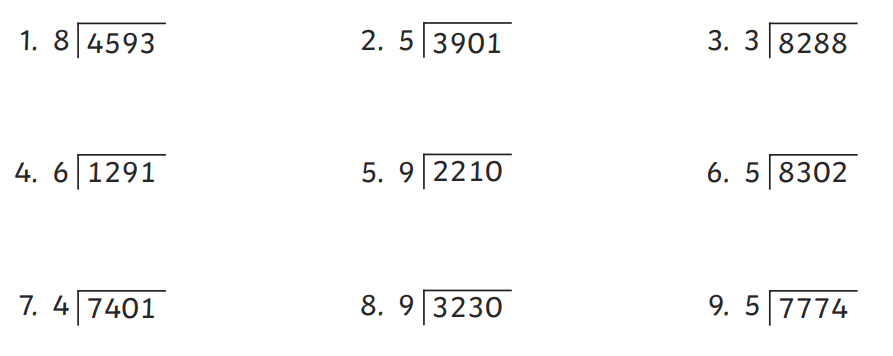 1. 8 4593 2. 5 3901 3. 3 8288
4. 6 1291 5. 9 2210 6. 5 8302
7. 4 7401 8. 9 3230 9. 5 7774